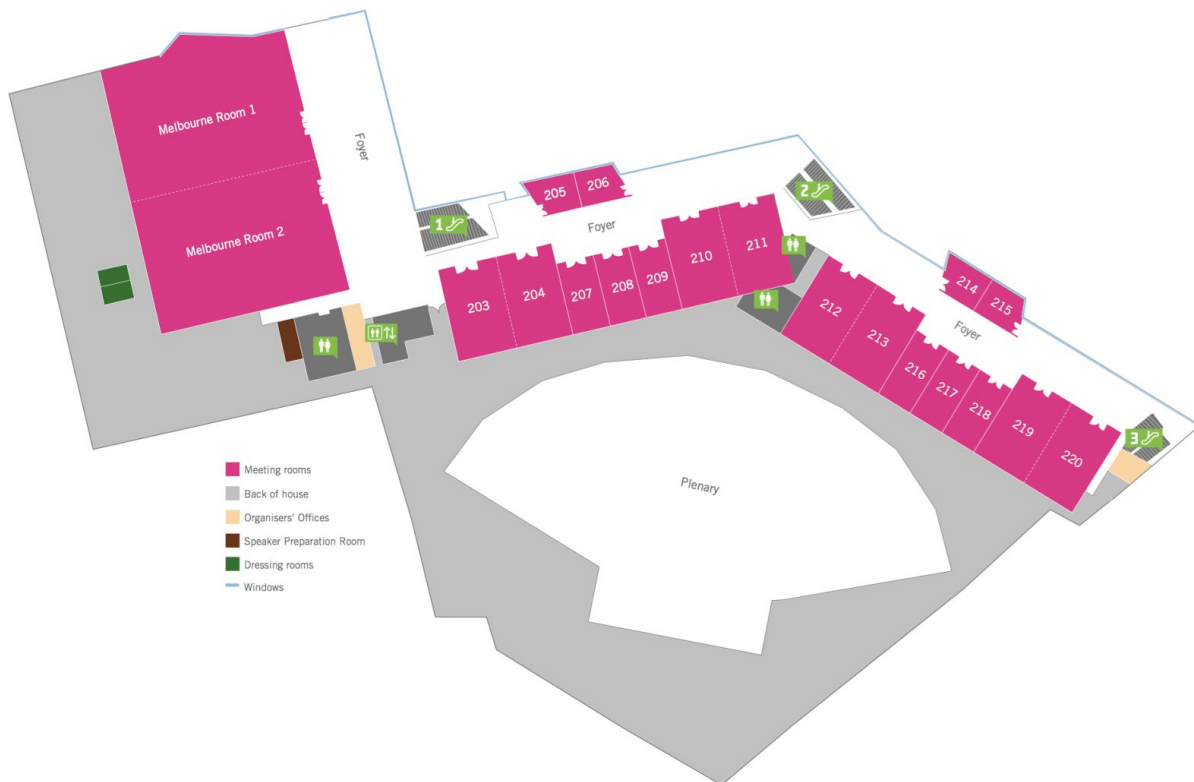 Melbourne Room 1
Melbourne Room 2
Foyer
1
205
206
Foyer
2
203
204
207
208
209
210
211
212
213
214
215
Foyer
216
217
218
219
220
3
Plenary
Meeting rooms
Back of house
Organisers' Offices
Speaker Preparation Room
Dressing rooms
Windows